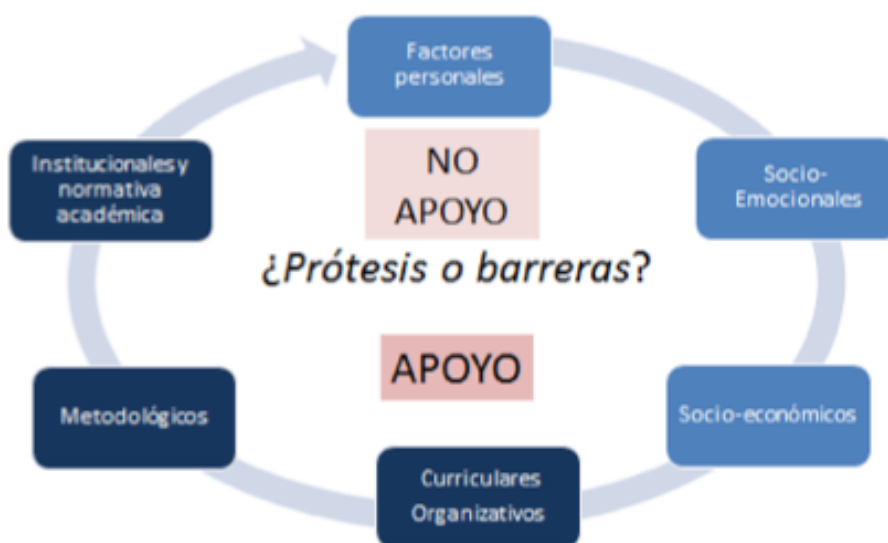 Factores
personales
Socio-
Emocionales
Socio-económicos
Curriculares
Organizativos
Metodológicos
Institucionales y
normativa
académica
NO
APOYO
¿Prótesis o barreras?
APOYO